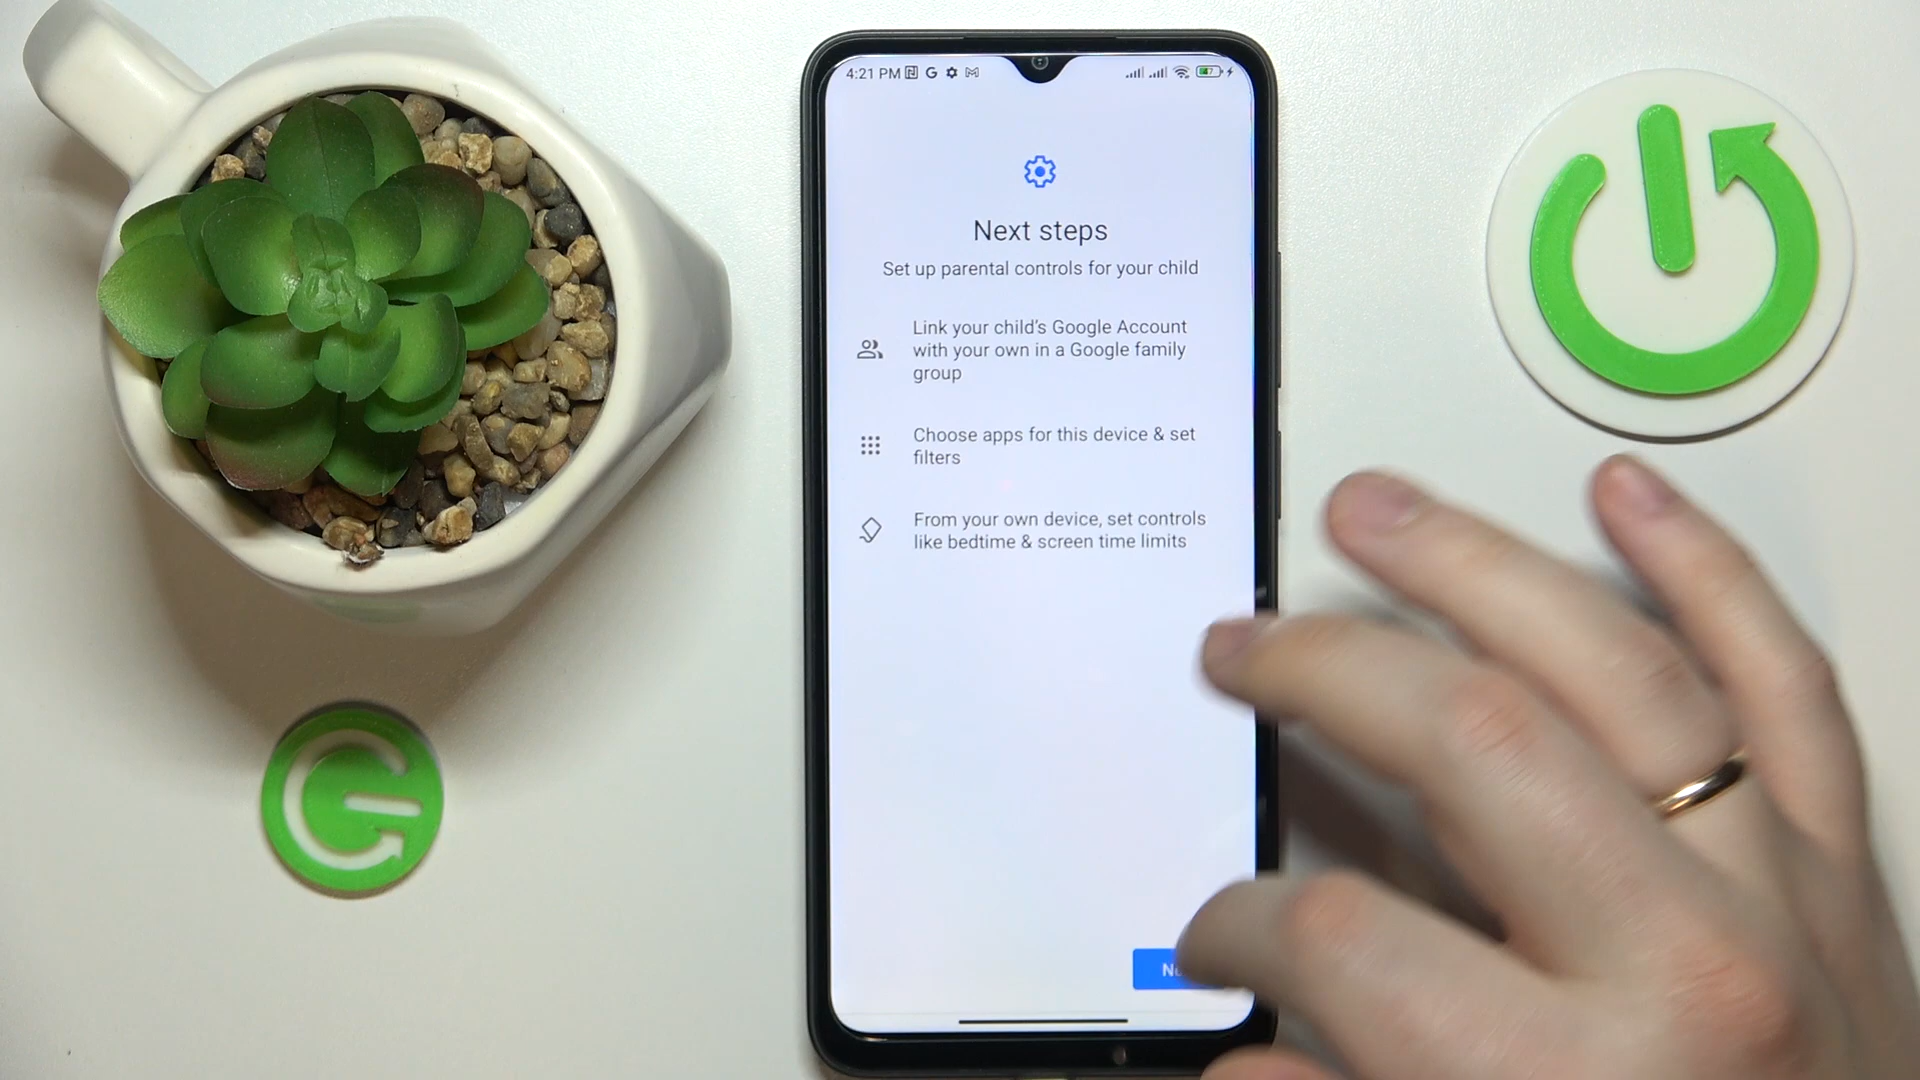 4:21 PM
Next steps
Set up parental controls for your child
Link your child's Google Account
with your own in a Google family
group
Choose apps for this device & set
filters
From your own device, set controls
like bedtime & screen time limits